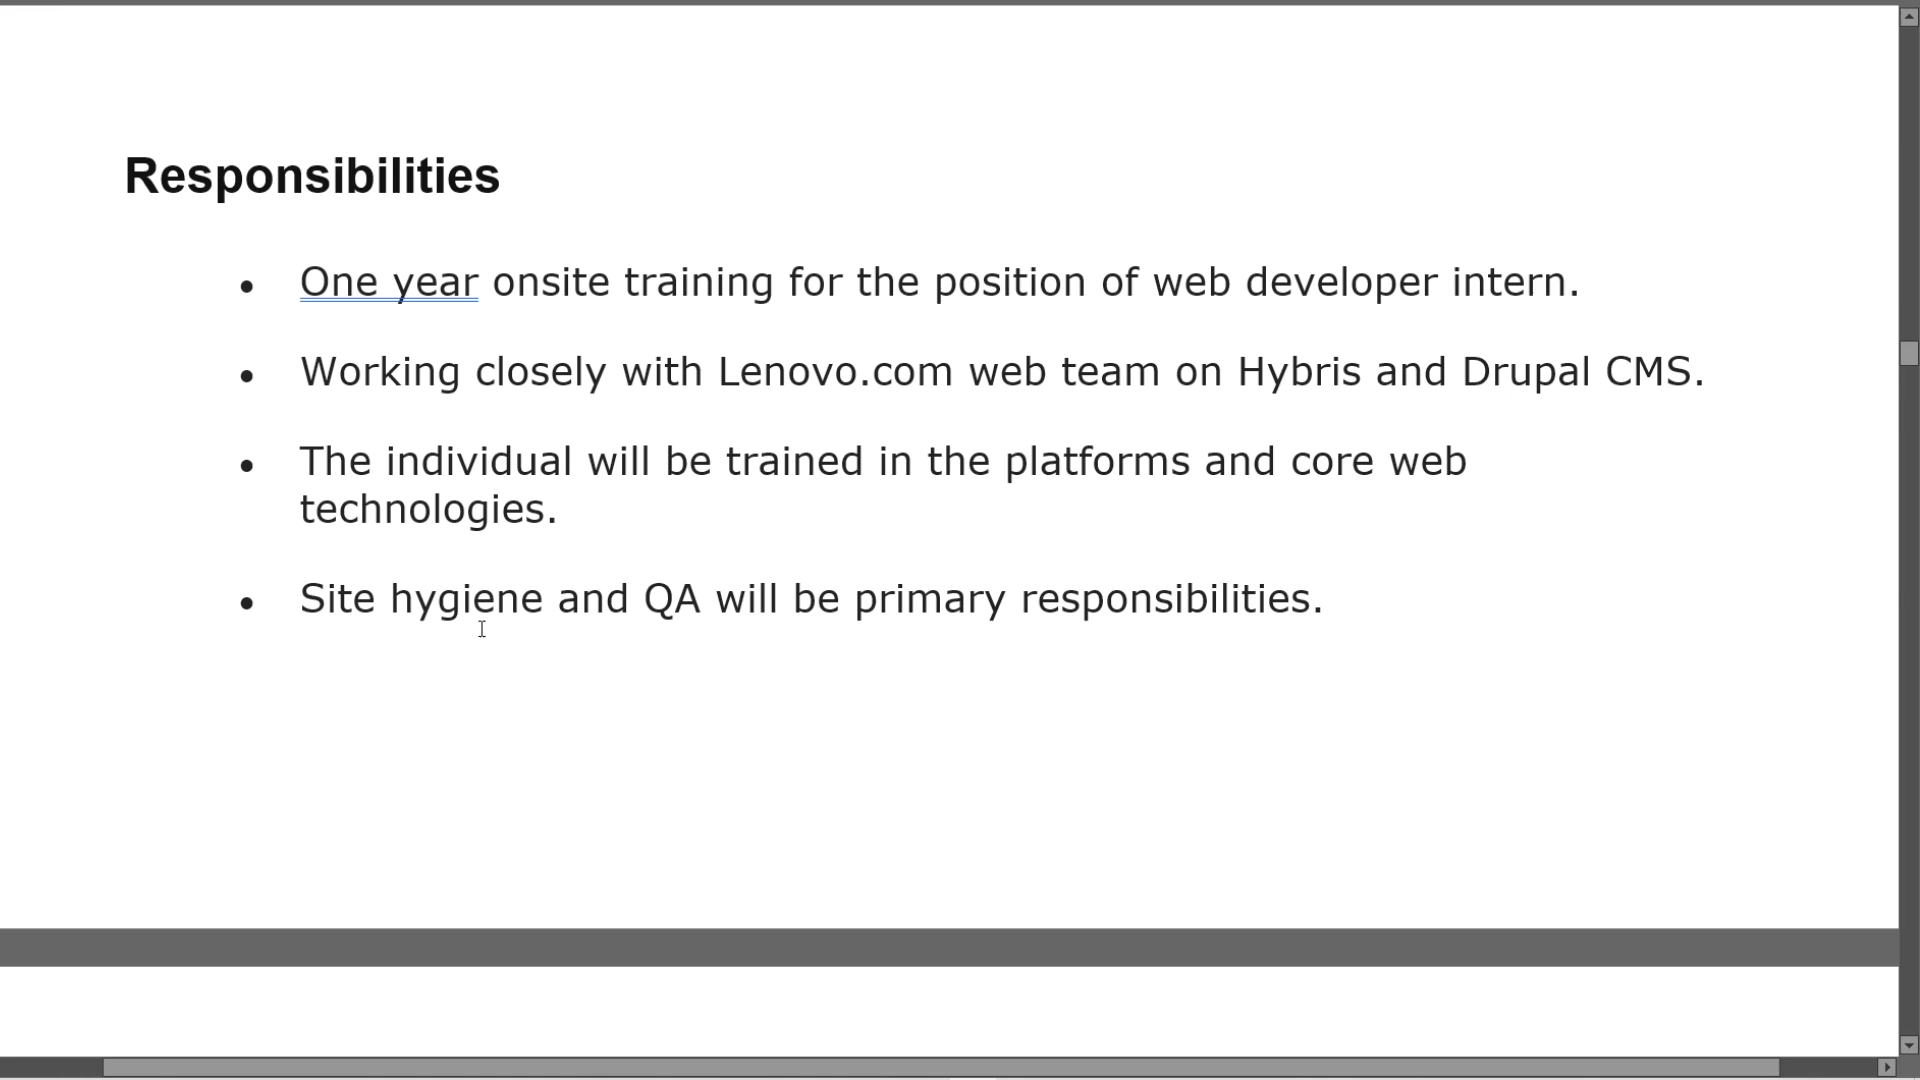 Responsibilities
• One year onsite training for the position of web developer intern.
• Working closely with Lenovo.com web team on Hybris and Drupal CMS.
• The individual will be trained in the platforms and core web
technologies.
• Site hygiene and QA will be primary responsibilities.